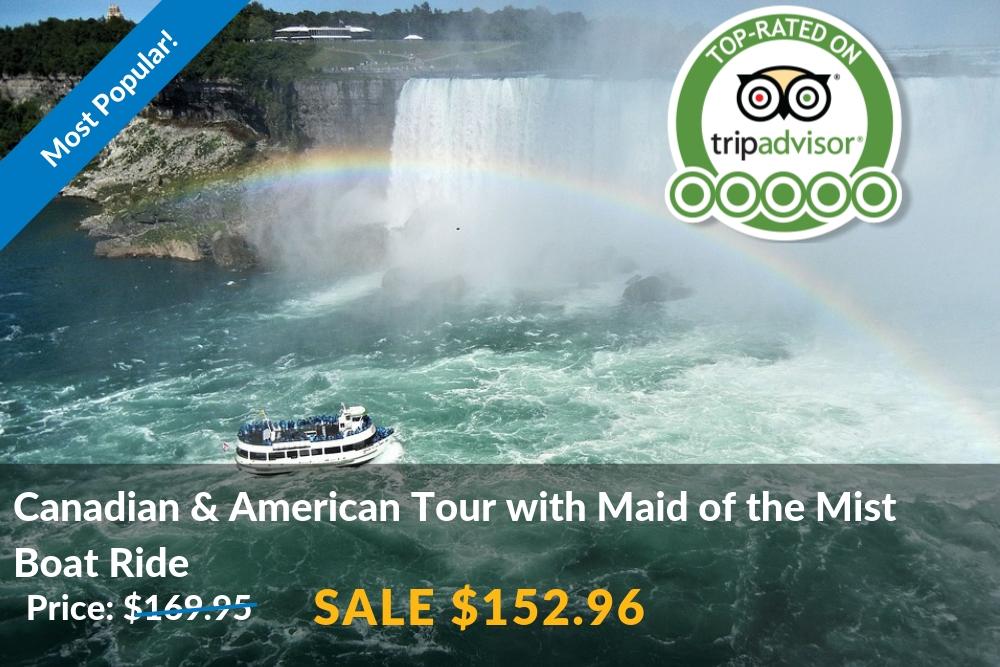 Most Popular!
TOP-RATED ON
tripadvisor®
Canadian & American Tour with Maid of the Mist
Boat Ride
Price: $169.95
SALE $152.96